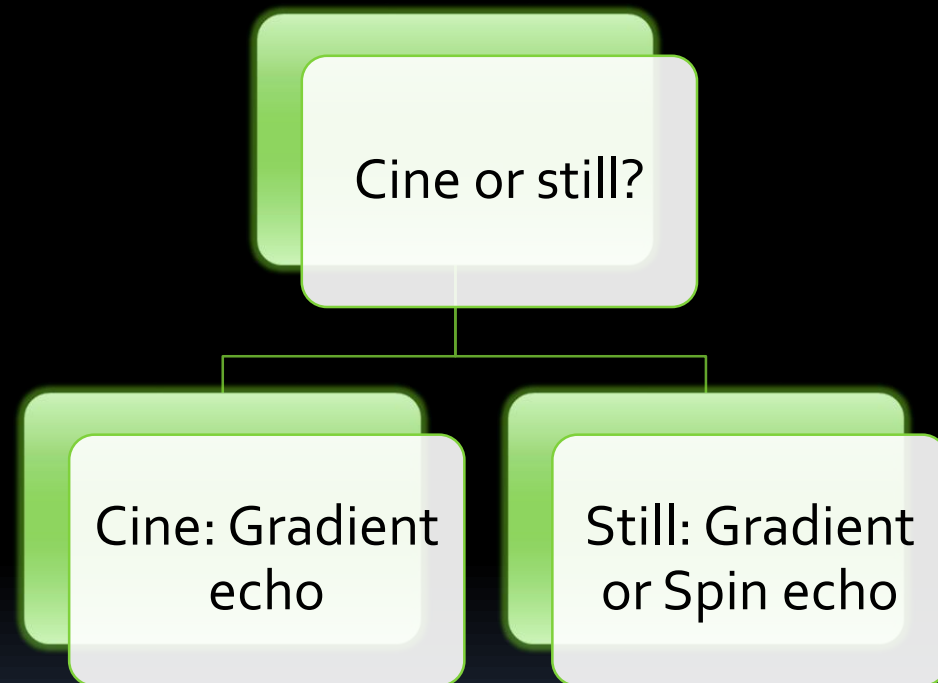 Cine or still?
Cine: Gradient
echo
Still: Gradient
or Spin echo